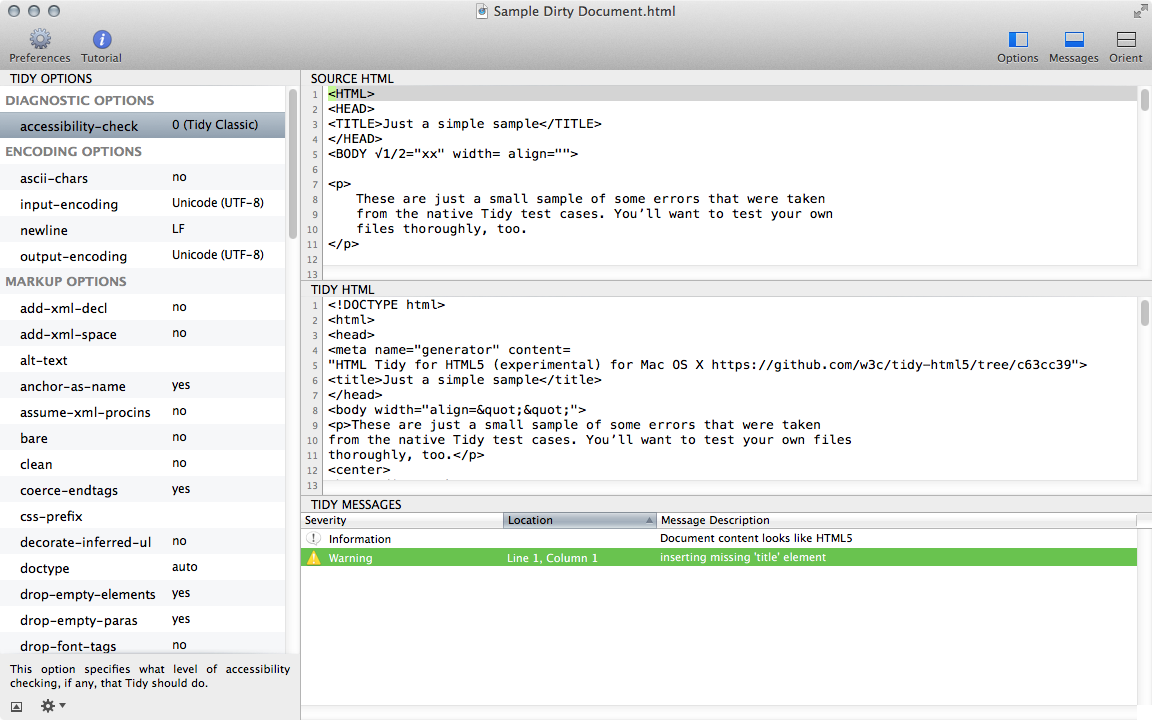 Sample Dirty Document.html
Preferences
Tutorial
Options
Messages
Orient
TIDY OPTIONS
DIAGNOSTIC OPTIONS
accessibility-check 0 (Tidy Classic)
ENCODING OPTIONS
ascii-chars no
input-encoding Unicode (UTF-8)
newline LF
output-encoding Unicode (UTF-8)
MARKUP OPTIONS
add-xml-decl no
add-xml-space no
alt-text
anchor-as-name yes
assume-xml-procins no
bare no
clean no
coerce-endtags yes
css-prefix
decorate-inferred-ul no
doctype auto
drop-empty-elements yes
drop-empty-paras yes
drop-font-tags no
This option specifies what level of accessibility
checking, if any, that Tidy should do.
SOURCE HTML
1 <HTML>
2 <HEAD>
3 <TITLE>Just a simple sample</TITLE>
4 </HEAD>
5 <BODY √1/2="xx" width= align="">
6
7 <p>
8 These are just a small sample of some errors that were taken
9 from the native Tidy test cases. You’ll want to test your own
10 files thoroughly, too.
11 </p>
12
13
TIDY HTML
1 <!DOCTYPE html>
2 <html>
3 <head>
4 <meta name="generator" content=
5 "HTML Tidy for HTML5 (experimental) for Mac OS X https://github.com/w3c/tidy-html5/tree/c63cc39">
6 <title>Just a simple sample</title>
7 </head>
8 <body width="align=&quot;&quot;">
9 <p>These are just a small sample of some errors that were taken
10 from the native Tidy test cases. You’ll want to test your own files
11 thoroughly, too.</p>
12 <center>
13
TIDY MESSAGES
Severity Location Message Description
Information Document content looks like HTML5
Warning Line 1, Column 1 inserting missing 'title' element